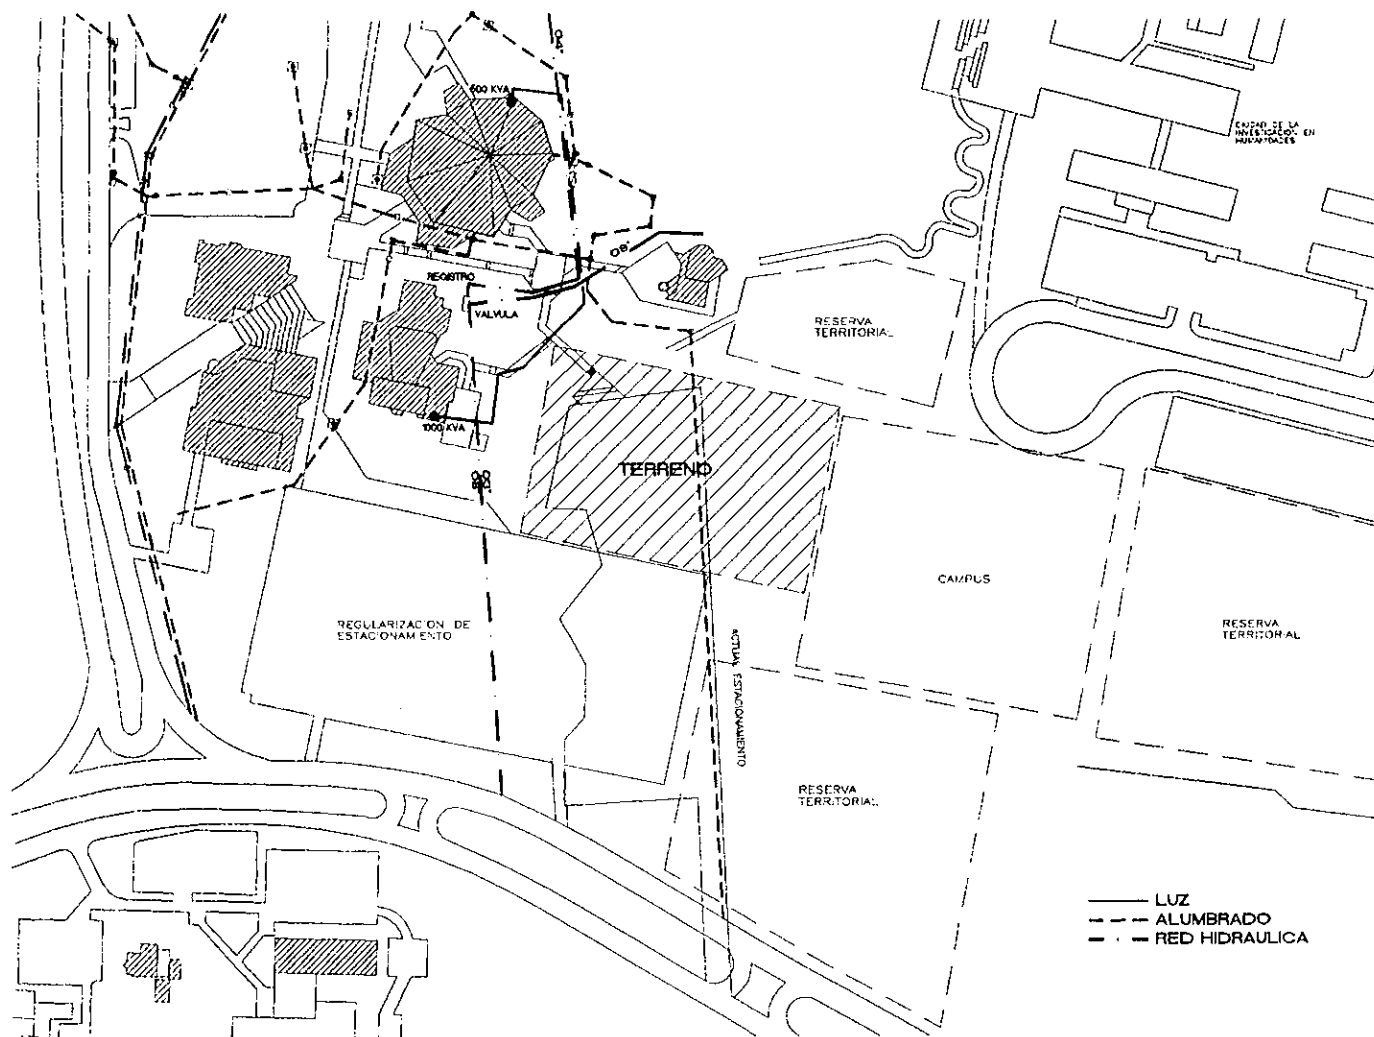 500 KVA
CIUDAD DE LA
INVESTIGACION EN
HUMANIDADES
REGISTRO
VALVULA
RESERVA
TERRITORIAL
1000 KVA
TERRENO
CAMPUS
REGULARIZACION DE
ESTACIONAMIENTO
ACTUAL ESTACIONAMIENTO
RESERVA
TERRITORIAL
RESERVA
TERRITORIAL
LUZ
ALUMBRADO
RED HIDRAULICA